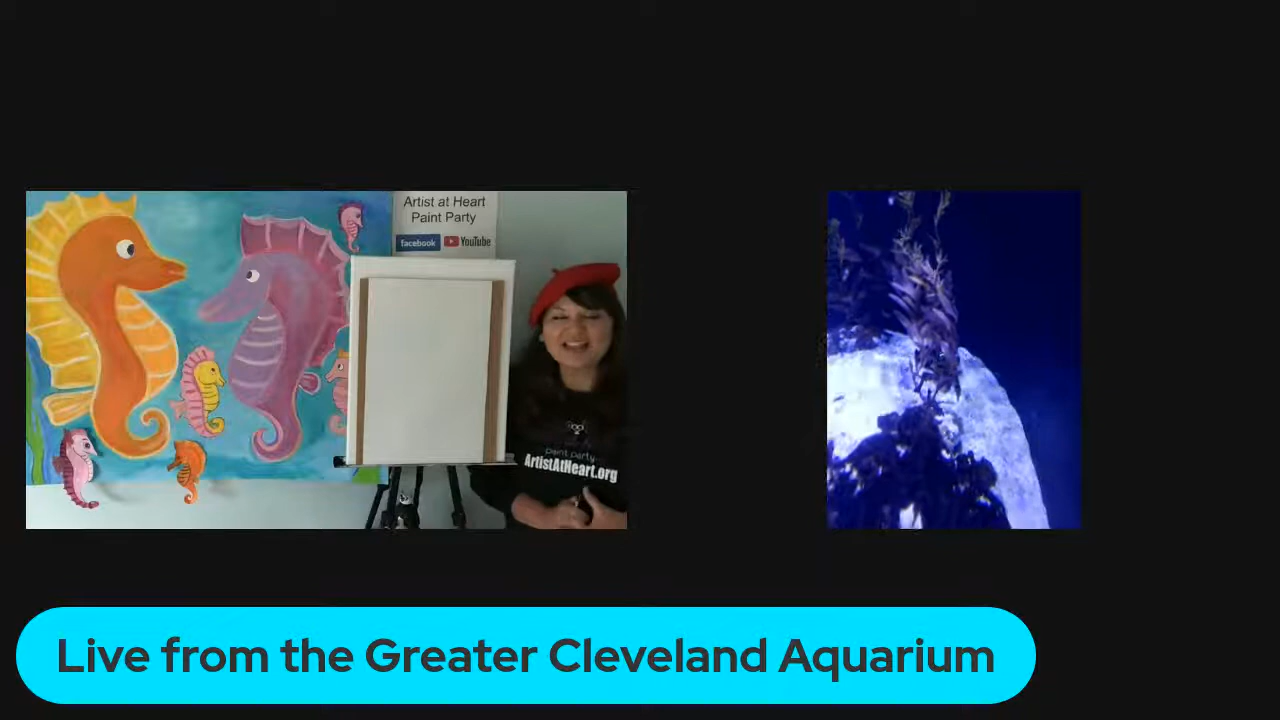 Artist at Heart
Paint Party
facebook YouTube
paint party
ArtistAtHeart.org
Live from the Greater Cleveland Aquarium